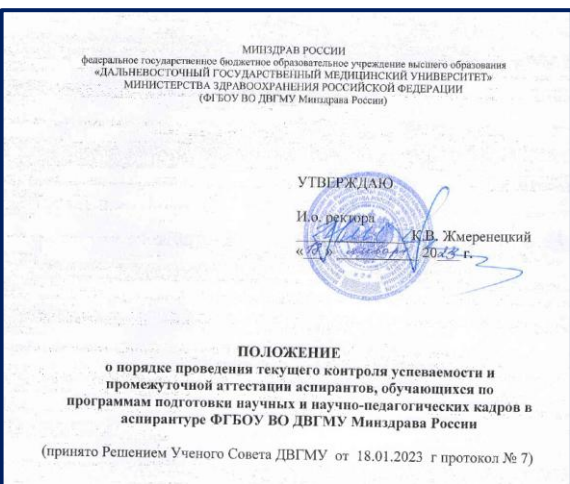 МИНЗДРАВ РОССИИ
федеральное государственное бюджетное образовательное учреждение высшего образования
«ДАЛЬНЕВОСТОЧНЫЙ ГОСУДАРСТВЕННЫЙ МЕДИЦИНСКИЙ УНИВЕРСИТЕТ»
МИНИСТЕРСТВА ЗДРАВООХРАНЕНИЯ РОССИЙСКОЙ ФЕДЕРАЦИИ
(ФГБОУ ВО ДВГМУ Минздрава России)
УТВЕРЖДАЮ
И.о. ректора
К.В. Жмеренецкий
2023 г.
ПОЛОЖЕНИЕ
о порядке проведения текущего контроля успеваемости и
промежуточной аттестации аспирантов, обучающихся по
программам подготовки научных и научно-педагогических кадров в
аспирантуре ФГБОУ ВО ДВГМУ Минздрава России
(принято Решением Ученого Совета ДВГМУ от 18.01.2023 г протокол № 7)